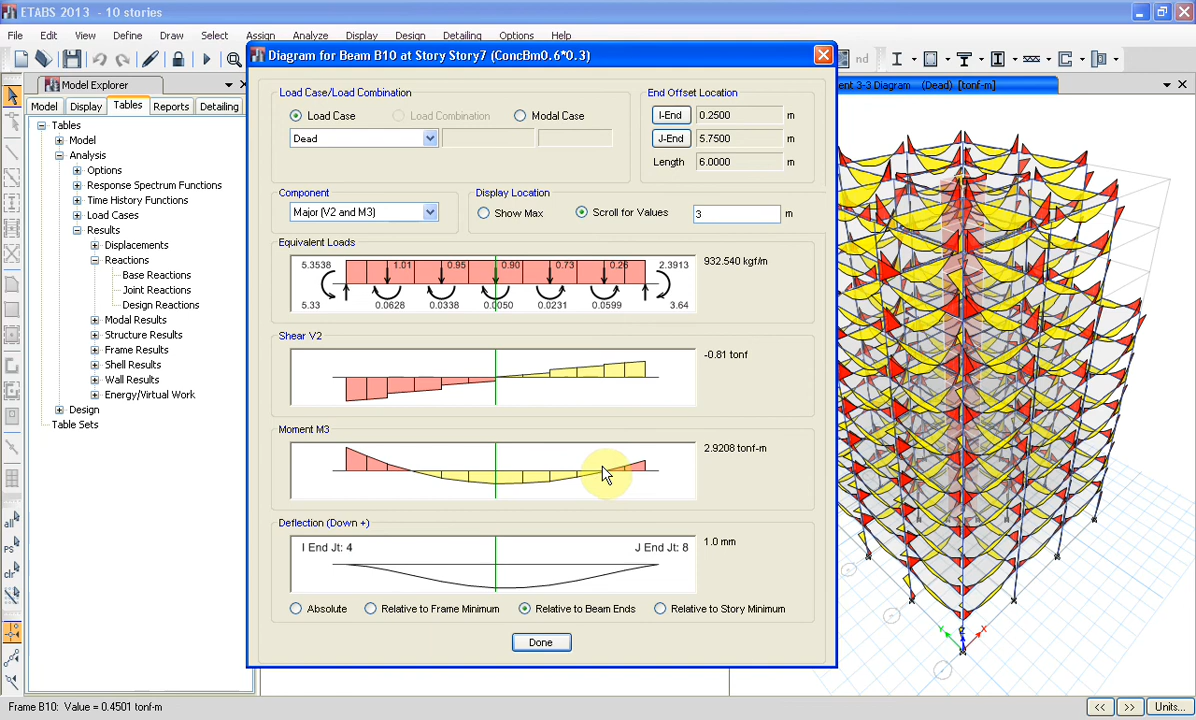 ETABS 2013 - 10 stories
File Edit View Define Draw Select Assign Analyze Display Design Detailing Options Help
nd
Model Explorer
Model Display Tables Reports Detailing
Tables
Model
Analysis
Options
Response Spectrum Functions
Time History Functions
Load Cases
Results
Displacements
Reactions
Base Reactions
Joint Reactions
Design Reactions
Modal Results
Structure Results
Frame Results
Shell Results
Wall Results
Energy/Virtual Work
Design
Table Sets
all
PS
clr
Diagram for Beam B10 at Story Story7 (ConcBm0.6*0.3)
Load Case/Load Combination
Load Case Load Combination Modal Case
Dead
End Offset Location
I-End 0.2500 m
J-End 5.7500 m
Length 6.0000 m
Component
Major (V2 and M3)
Display Location
Show Max Scroll for Values 3 m
Equivalent Loads
5.3538 1.01 0.95 0.90 0.73 0.26 2.3913
5.33 0.0628 0.0338 0.0050 0.0231 0.0599 3.64
932.540 kgf/m
Shear V2
-0.81 tonf
Moment M3
2.9208 tonf-m
Deflection (Down +)
I End Jt: 4 J End Jt: 8
1.0 mm
Absolute Relative to Frame Minimum Relative to Beam Ends Relative to Story Minimum
Done
3-3 Diagram (Dead) [tonf-m]
Y Z X
Frame B10: Value = 0.4501 tonf-m
<< >> Units...